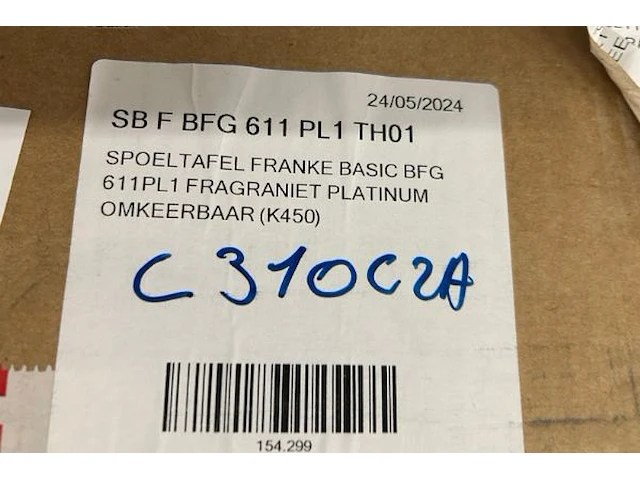 24/05/2024
SB F BFG 611 PL1 TH01
SPOELTAFEL FRANKE BASIC BFG
611PL1 FRAGRANIET PLATINUM
OMKEERBAAR (K450)
C310C2A
154.299